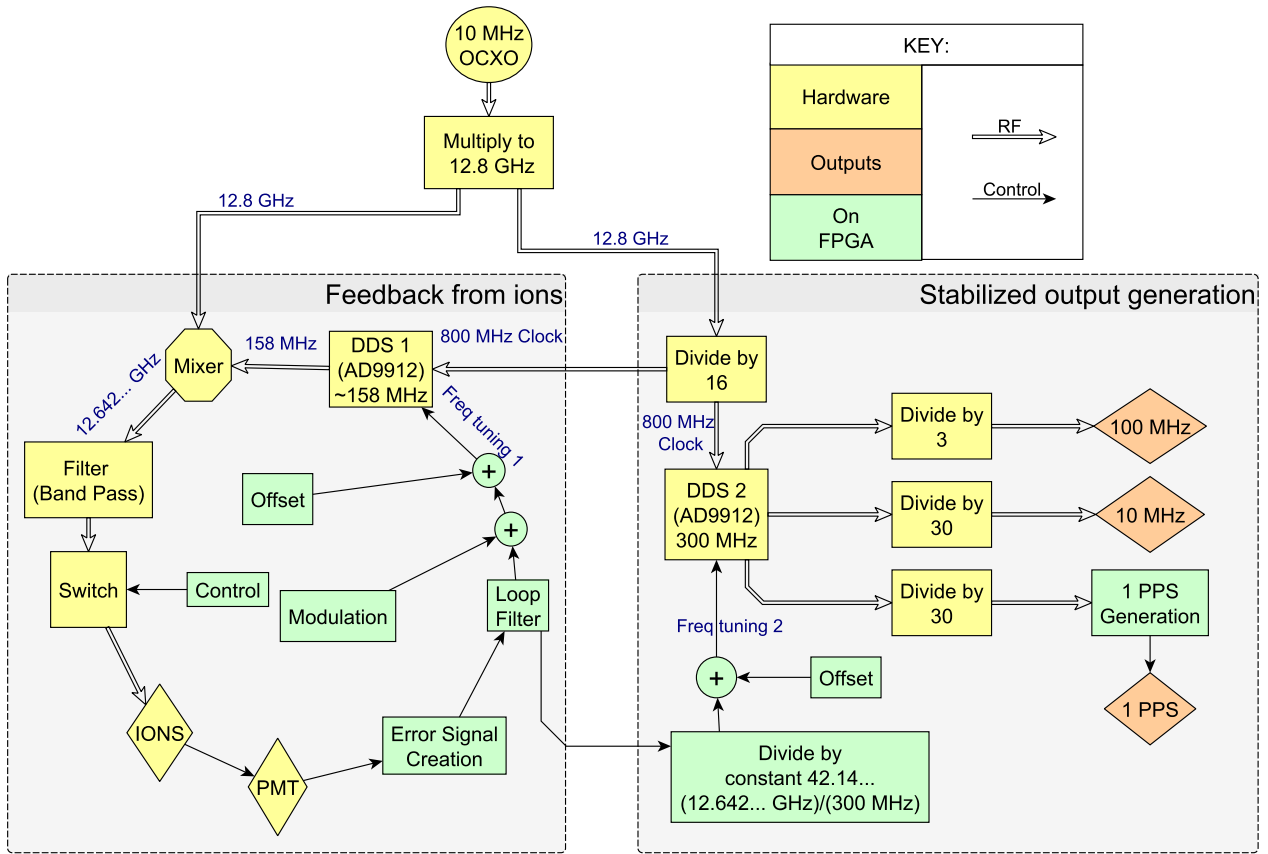 10 MHz
OCXO
Multiply to
12.8 GHz
KEY:
Hardware
Outputs
On
FPGA
RF
Control
12.8 GHz
12.8 GHz
Feedback from ions
Mixer
158 MHz
DDS 1
(AD9912)
~158 MHz
800 MHz Clock
12.642... GHz
Filter
(Band Pass)
Freq tuning 1
Offset
+
+
Switch
Control
Modulation
Loop
Filter
IONS
PMT
Error Signal
Creation
Stabilized output generation
Divide by
16
800 MHz
Clock
DDS 2
(AD9912)
300 MHz
Divide by
3
100 MHz
Divide by
30
10 MHz
Divide by
30
1 PPS
Generation
1 PPS
Freq tuning 2
+
Offset
Divide by
constant 42.14...
(12.642... GHz)/(300 MHz)